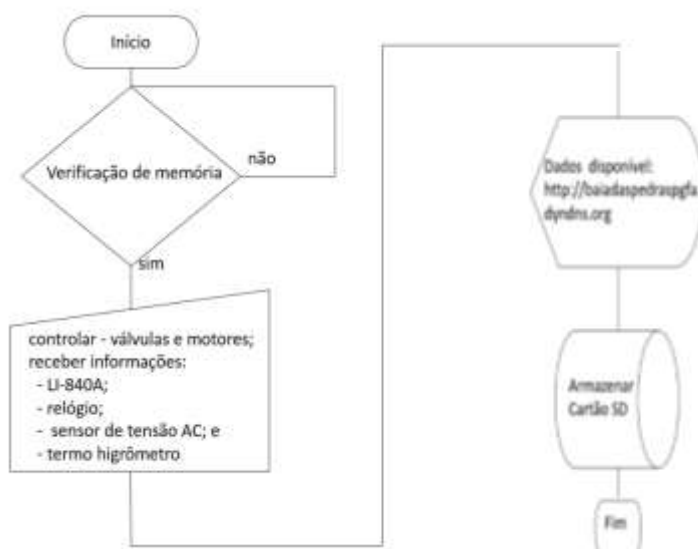 Início
Verificação de memória
não
sim
controlar - válvulas e motores;
receber informações:
- LI-840A;
- relógio;
- sensor de tensão AC; e
- termo higrômetro
Dados disponível:
http://baiadaspedraspgfa
dyndns.org
Armazenar
Cartão SD
Fim